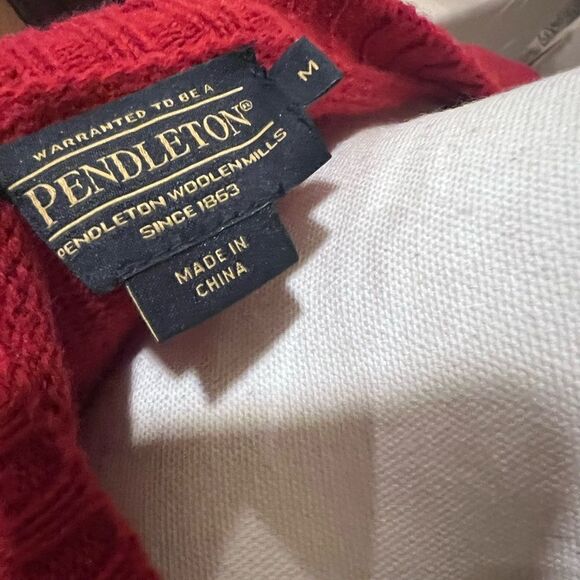 WARRANTED TO BE A
PENDLETON®
PENDLETON WOOLEN MILLS
SINCE 1863
M
MADE IN
CHINA